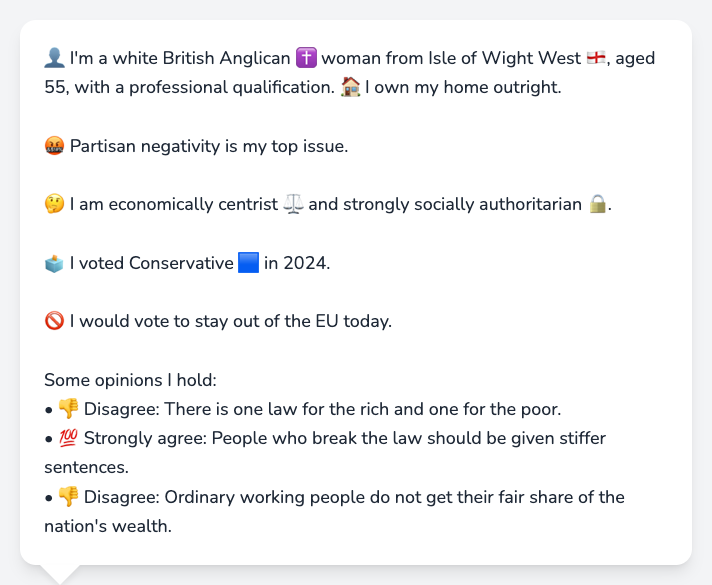 👤 I'm a white British Anglican ✝️ woman from Isle of Wight West 🏴󠁧󠁢󠁥󠁮󠁧󠁿, aged
55, with a professional qualification. 🏠 I own my home outright.
🤬 Partisan negativity is my top issue.
🤔 I am economically centrist ⚖️ and strongly socially authoritarian 🔒.
🗳️ I voted Conservative 🟦 in 2024.
🚫 I would vote to stay out of the EU today.
Some opinions I hold:
• 👎 Disagree: There is one law for the rich and one for the poor.
• 💯 Strongly agree: People who break the law should be given stiffer
sentences.
• 👎 Disagree: Ordinary working people do not get their fair share of the
nation's wealth.